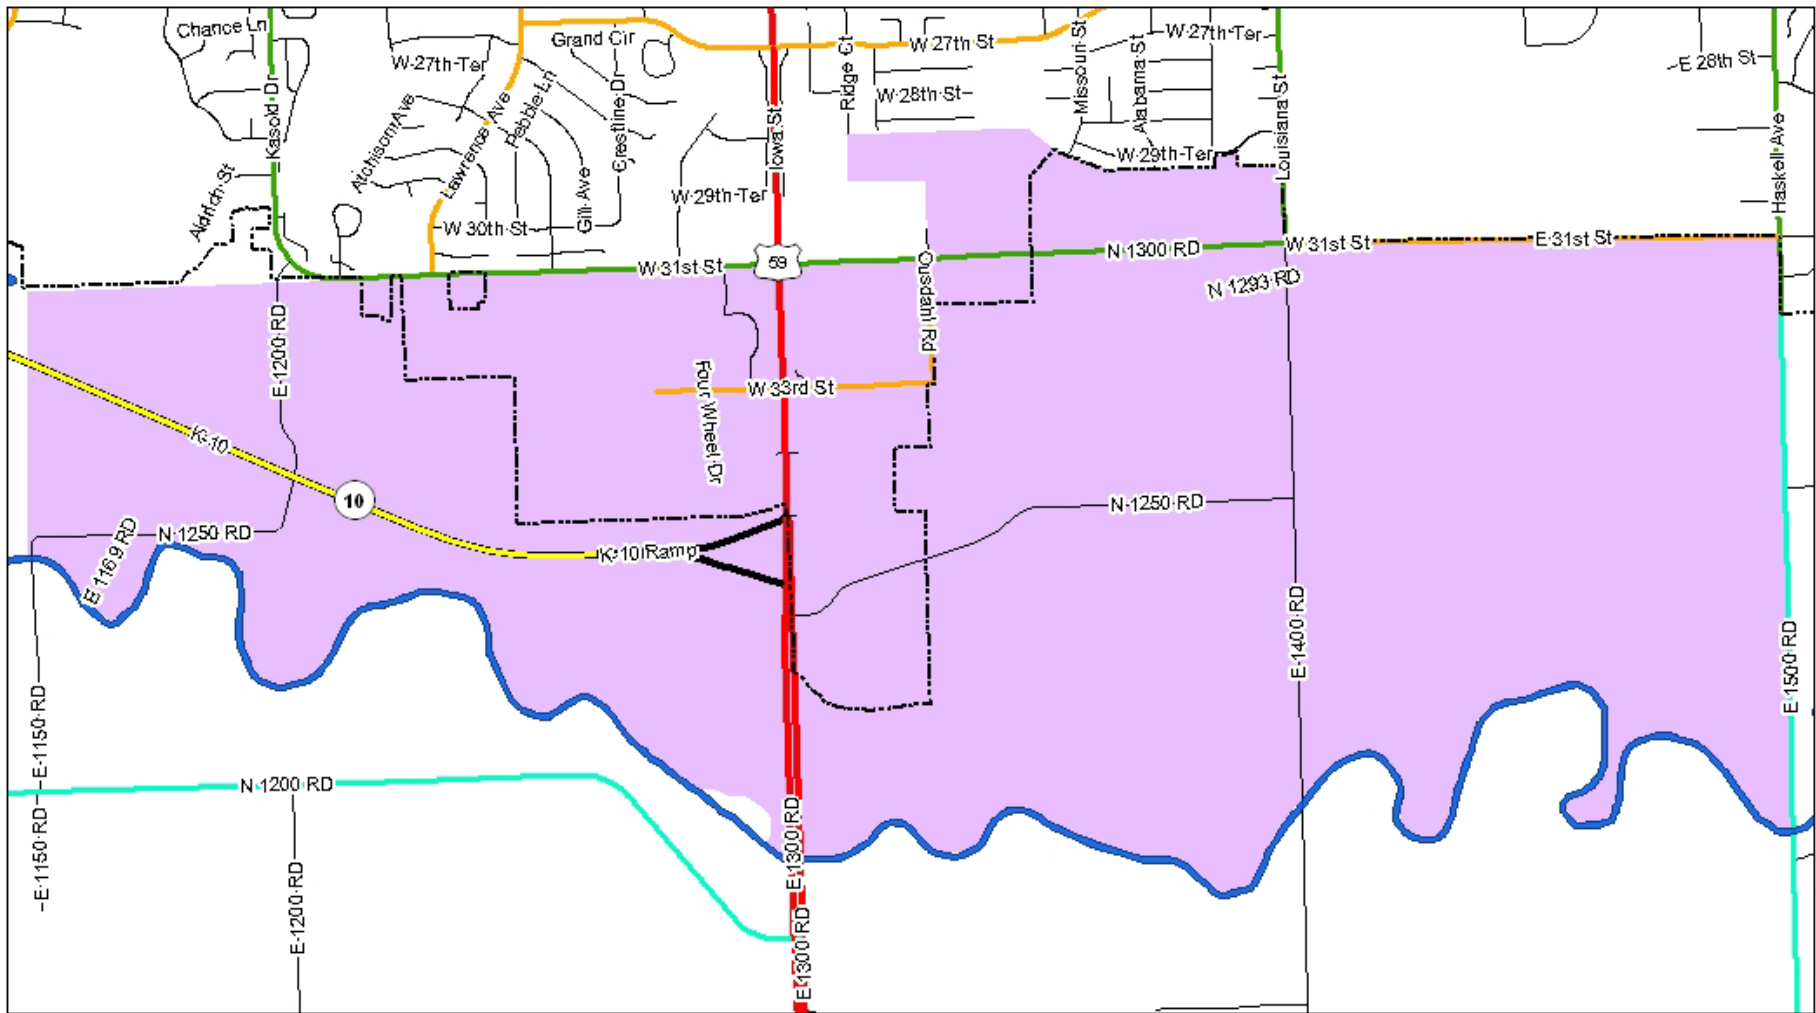 Chance Ln
Grand Cir
W 27th St
W 27th Ter
W 27th Ter
E 28th St
Kasold Dr
Atchison Ave
Lawrence Ave
Pebble Ln
Crestline Dr
Iowa St
Ridge Ct
W 28th St
Missouri St
Alabama St
Louisiana St
Haskell Ave
W 29th Ter
W 29th Ter
Aldrich St
Gill Ave
W 30th St
W 31st St
59
N 1300 RD
W 31st St
E 31st St
N 1293 RD
Ousdahl Rd
E 1200 RD
Four Wheel Dr
W 33rd St
K-10
10
N 1250 RD
N 1250 RD
E 1169 RD
K-10 Ramp
E 1400 RD
E 1500 RD
E 1150 RD
E 1150 RD
N 1200 RD
E 1200 RD
E 1300 RD
E 1300 RD